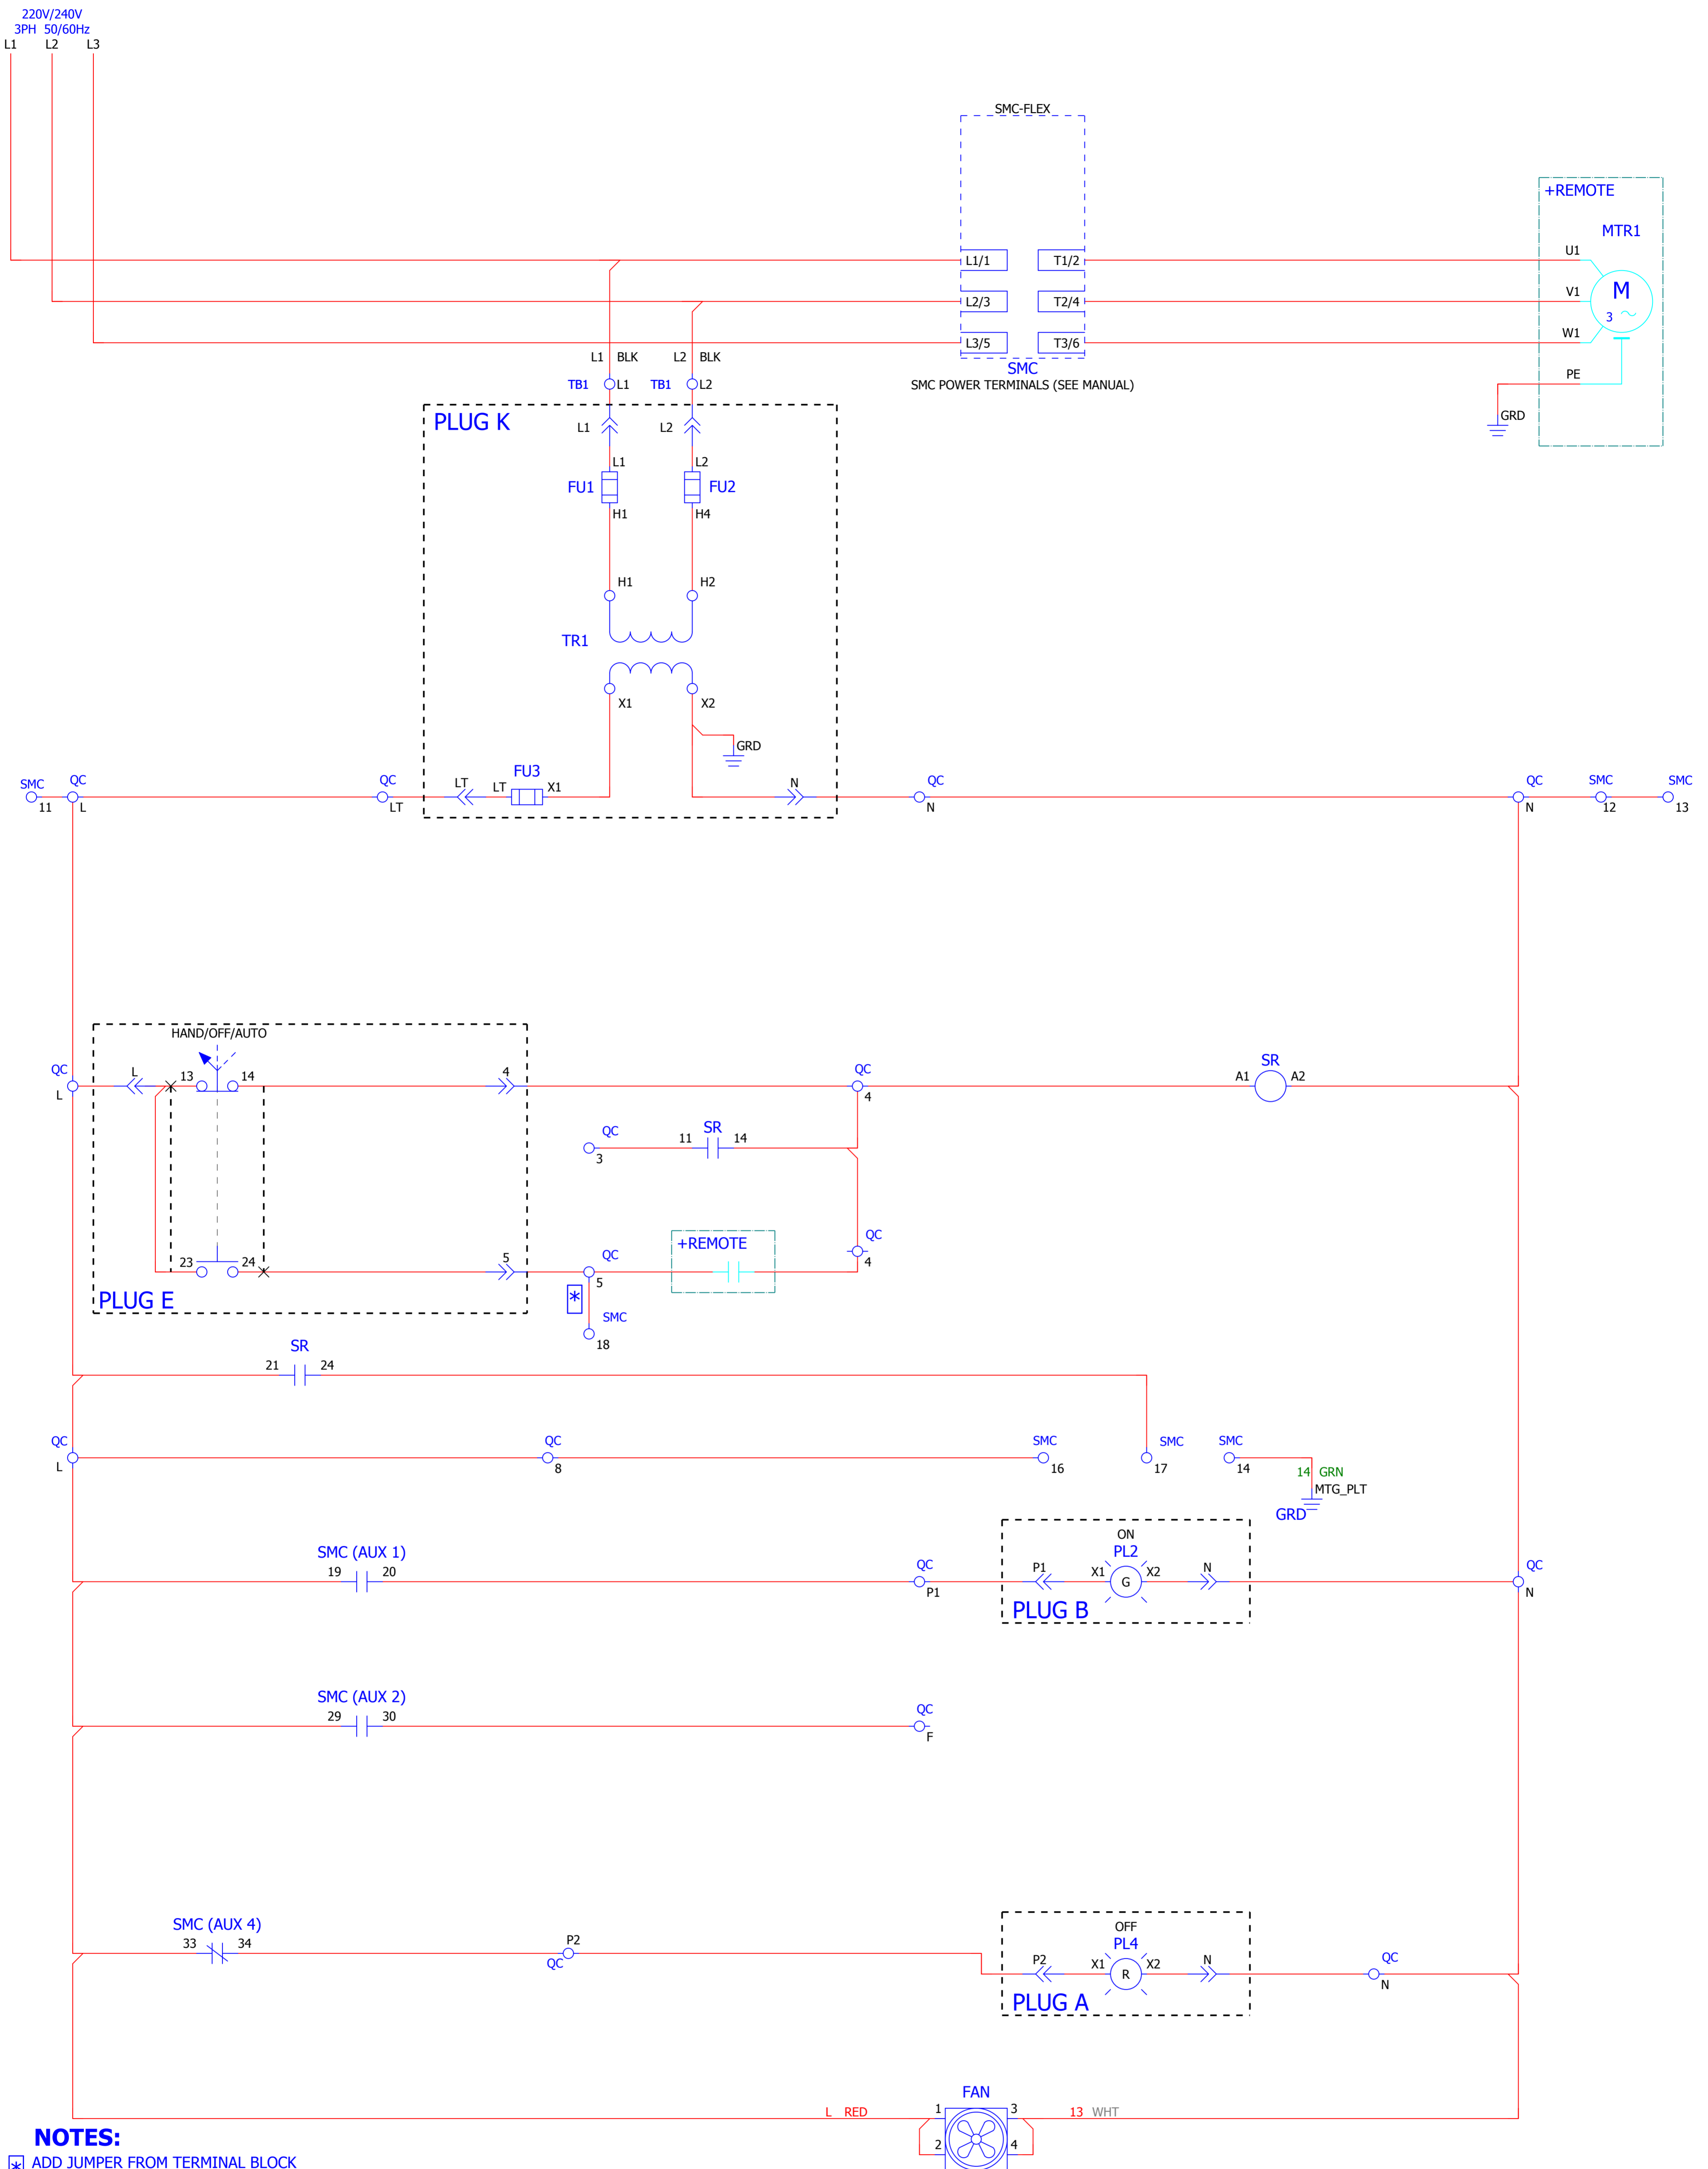 220V/240V
3PH 50/60Hz
L1 L2 L3
SMC-FLEX
+REMOTE
MTR1
U1
L1/1 T1/2
V1 M
L2/3 T2/4
3
W1
L3/5 T3/6
L1 BLK L2 BLK
SMC
PE
TB1 L1 TB1 L2
SMC POWER TERMINALS (SEE MANUAL)
GRD
PLUG K
L1 L2
L1 L2
FU1 FU2
H1 H4
H1 H2
TR1
X1 X2
GRD
FU3
SMC QC QC LT LT X1 N QC QC SMC SMC
11 L LT N N 12 13
HAND/OFF/AUTO
QC L 13 14 4 QC SR
A1 A2
L 4
QC 11 SR 14
3
+REMOTE QC
23 24 5 QC
5 4
PLUG E
*
SMC
18
SR
21 24
QC QC SMC SMC SMC
L 8 16 17 14
14 GRN
MTG_PLT
GRD
ON
SMC (AUX 1) PL2
19 20 QC P1 X1 G X2 N QC
P1 N
PLUG B
SMC (AUX 2)
29 30 QC
F
OFF
SMC (AUX 4) PL4
33 34 P2 P2 X1 R X2 N QC
QC N
PLUG A
FAN
L RED 1 3 13 WHT
2 4
NOTES:
* ADD JUMPER FROM TERMINAL BLOCK